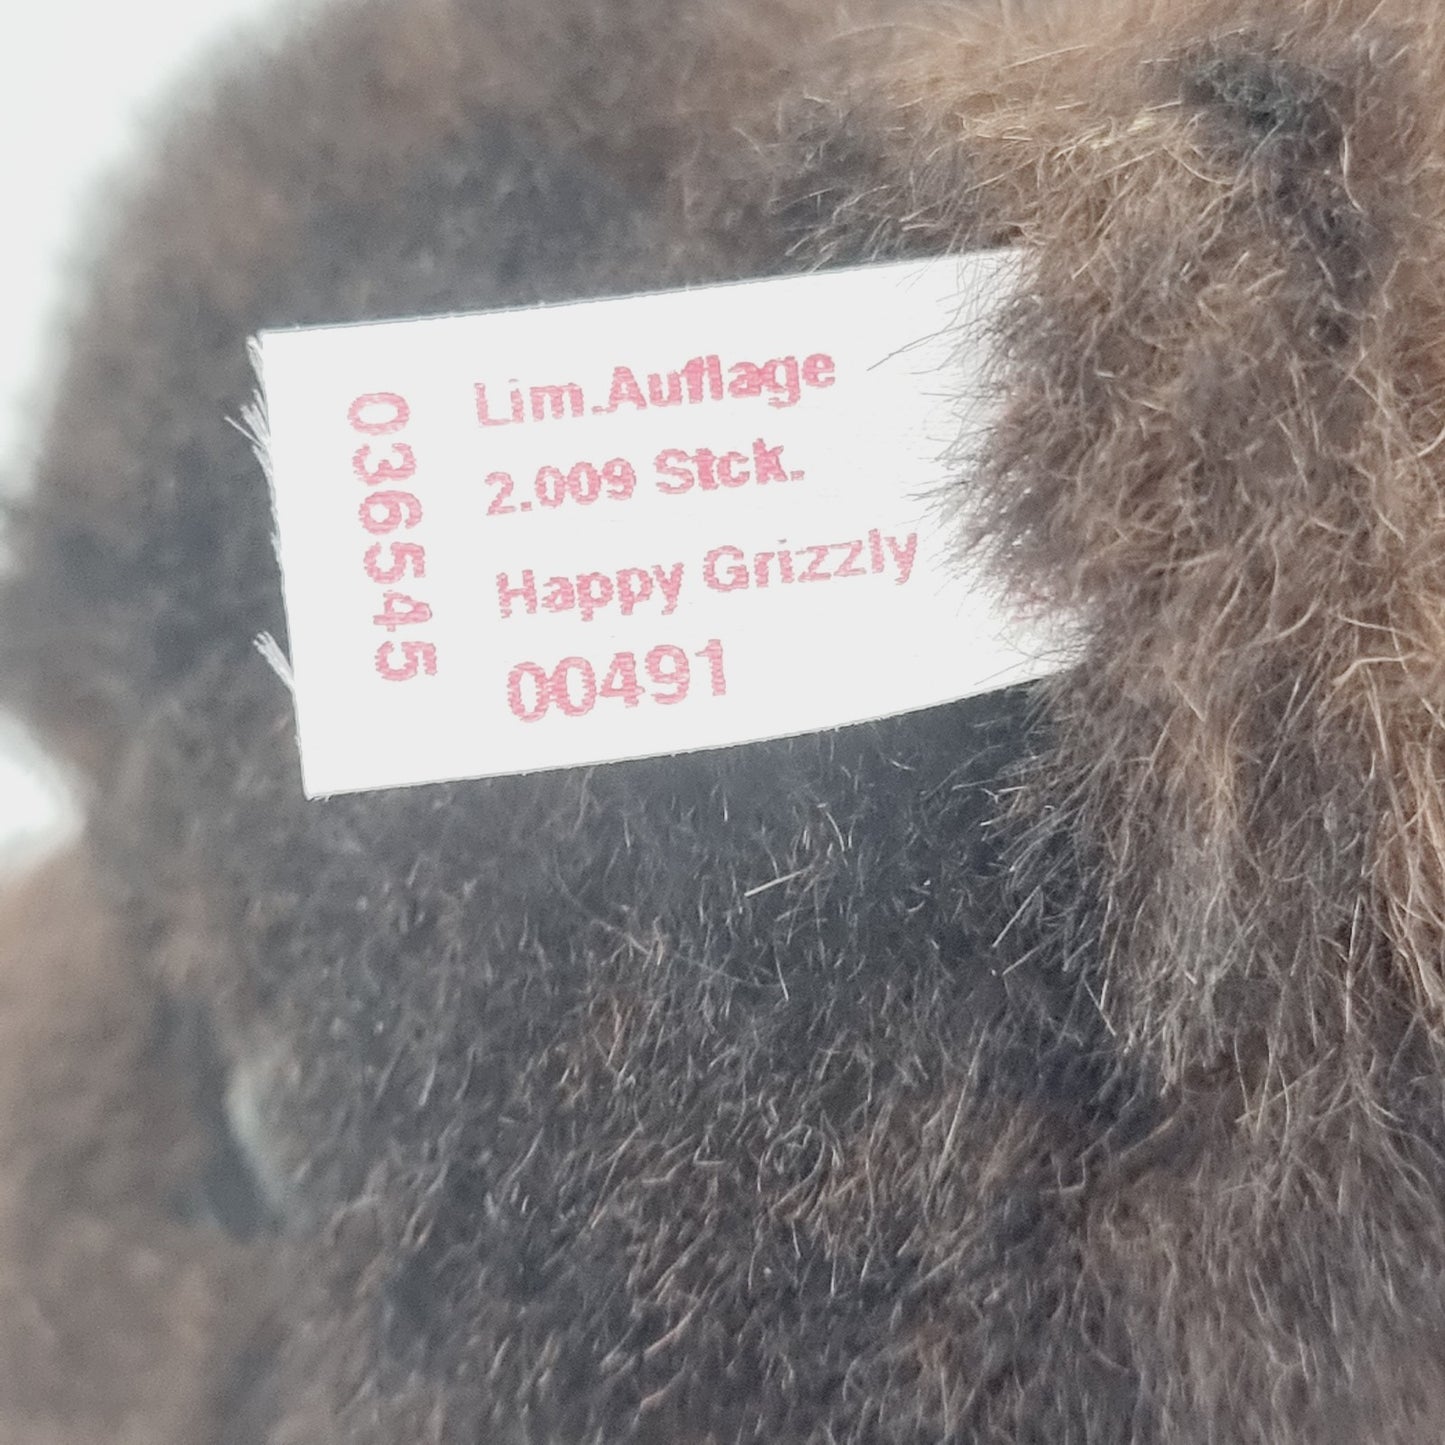 Lim.Auflage
2.009 Stck.
Happy Grizzly
00491
036545